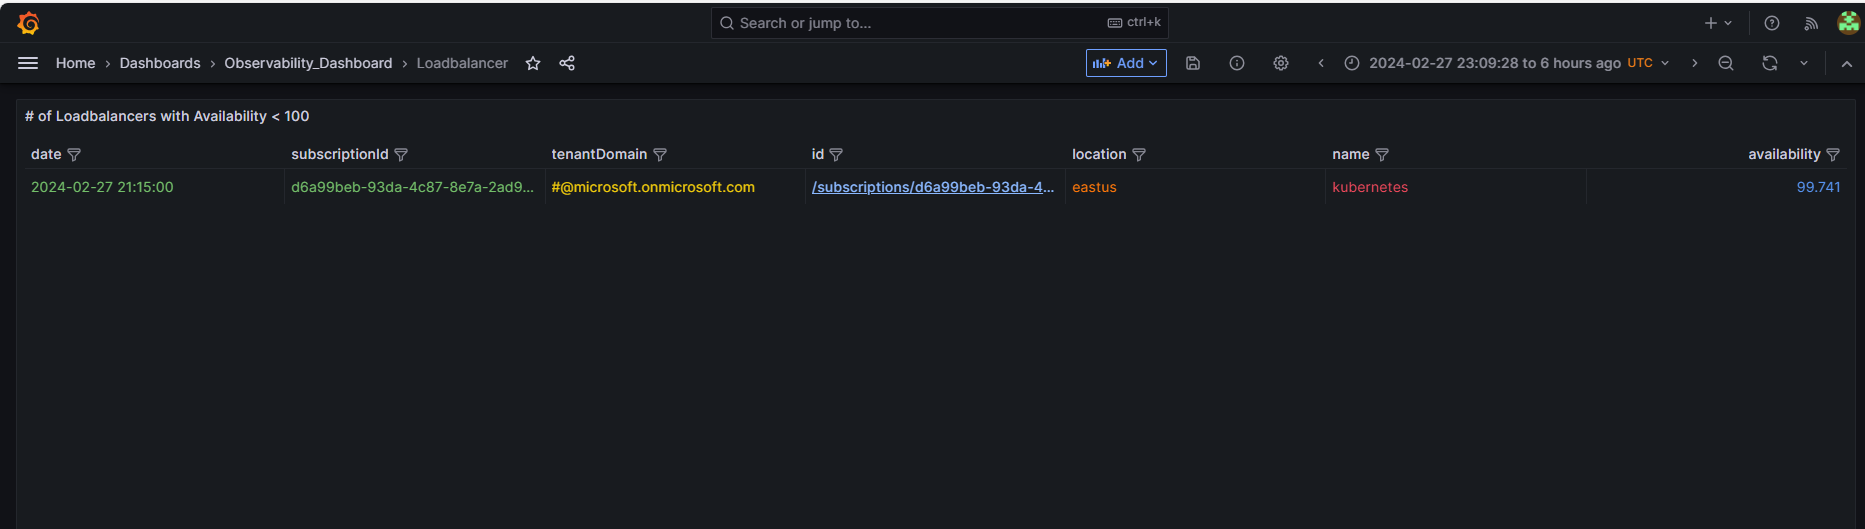 Search or jump to... ctrl+k
Home › Dashboards › Observability_Dashboard › Loadbalancer Add 2024-02-27 23:09:28 to 6 hours ago UTC
# of Loadbalancers with Availability < 100
date subscriptionId tenantDomain id location name availability
2024-02-27 21:15:00 d6a99beb-93da-4c87-8e7a-2ad9... #@microsoft.onmicrosoft.com /subscriptions/d6a99beb-93da-4... eastus kubernetes 99.741